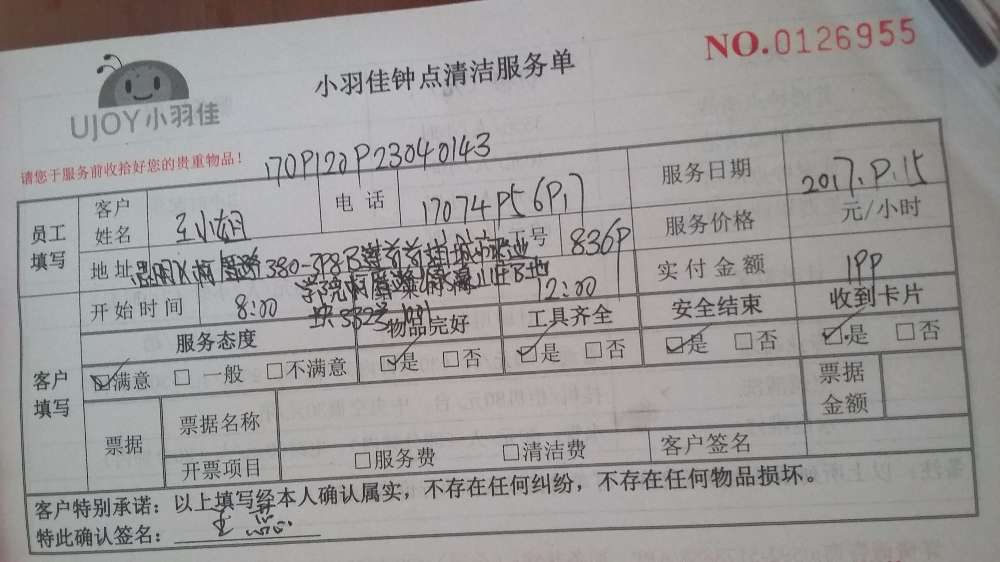 NO.0126955
小羽佳钟点清洁服务单
UJOY小羽佳
请您于服务前收拾好您的贵重物品！
170P120P23040143
员工填写 客户姓名 王小姐 电话 17074P56P,7 服务日期 2017.P.15
工号 836P 服务价格 元/小时
地址 380-3P8 实付金额 1PP
开始时间 8:00 12:00
服务态度 物品完好 工具齐全 安全结束 收到卡片
客户填写 满意 一般 不满意 是 否 是 否 是 否 是 否
票据 票据名称 票据金额
开票项目 服务费 清洁费 客户签名
客户特别承诺：以上填写经本人确认属实，不存在任何纠纷，不存在任何物品损坏。
特此确认签名：